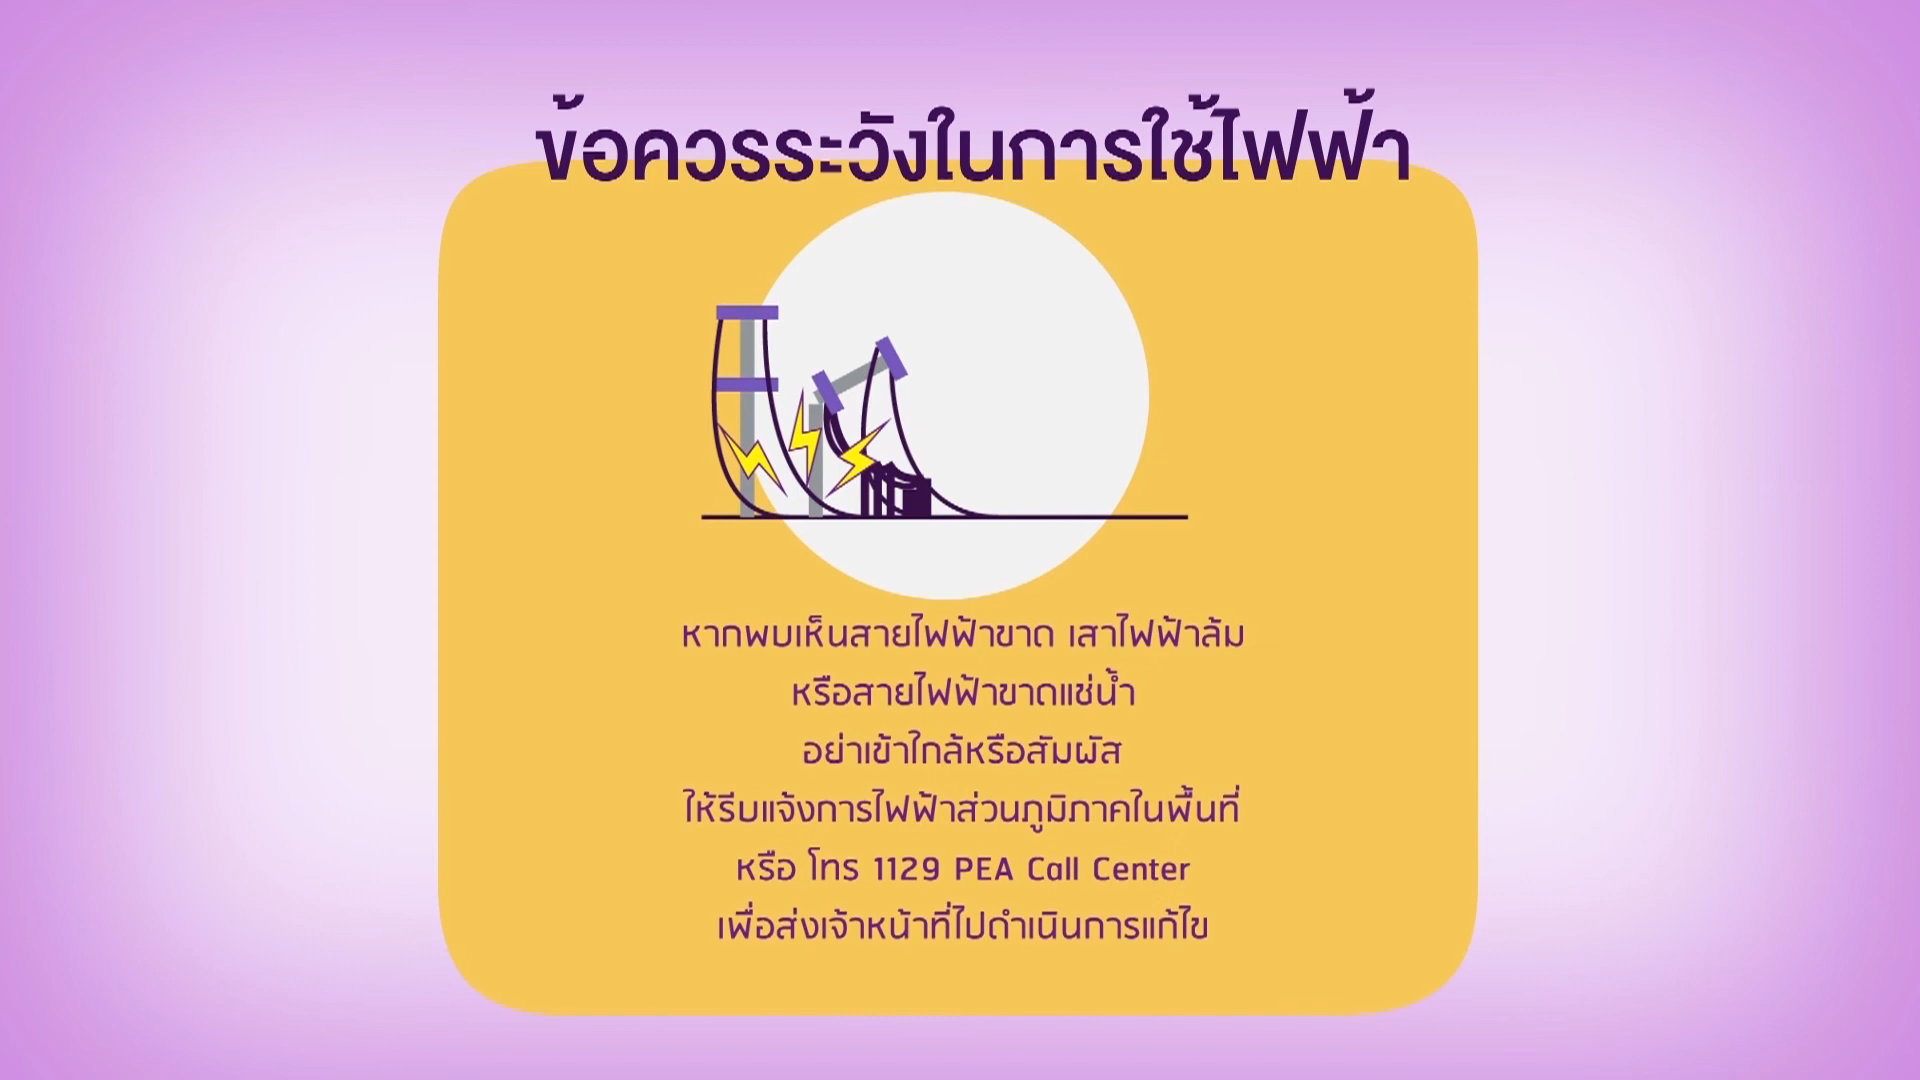 ข้อควรระวังในการใช้ไฟฟ้า
หากพบเห็นสายไฟฟ้าขาด เสาไฟฟ้าล้ม
หรือสายไฟฟ้าขาดแช่น้ำ
อย่าเข้าใกล้หรือสัมผัส
ให้รีบแจ้งการไฟฟ้าส่วนภูมิภาคในพื้นที่
หรือ โทร 1129 PEA Call Center
เพื่อส่งเจ้าหน้าที่ไปดำเนินการแก้ไข